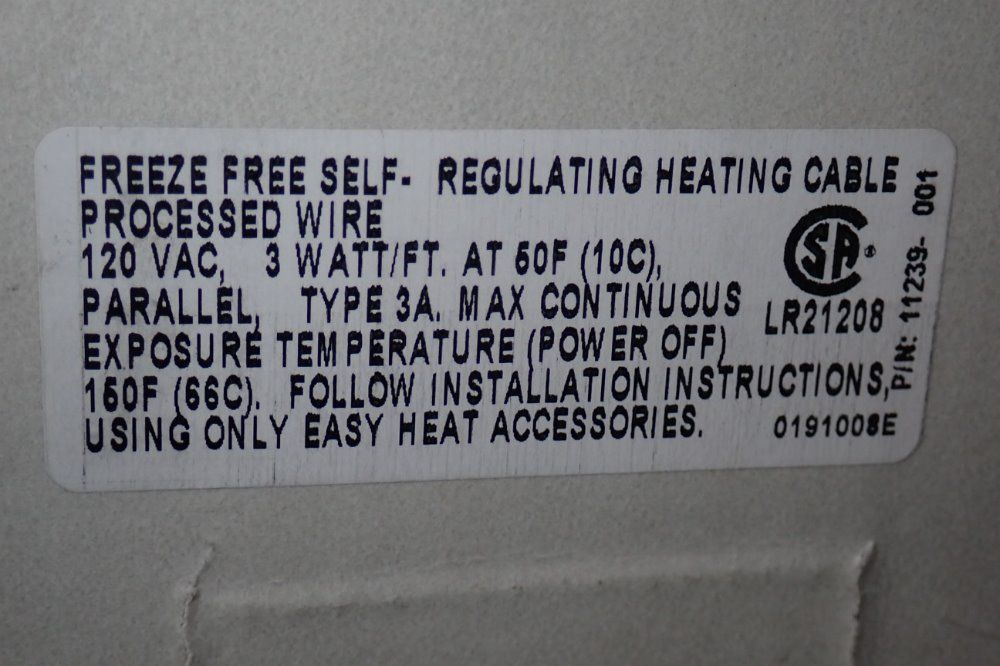 FREEZE FREE SELF- REGULATING HEATING CABLE
PROCESSED WIRE
120 VAC, 3 WATT/FT. AT 50F (10C),
PARALLEL, TYPE 3A. MAX CONTINUOUS
EXPOSURE TEMPERATURE (POWER OFF)
150F (66C). FOLLOW INSTALLATION INSTRUCTIONS,
USING ONLY EASY HEAT ACCESSORIES.
SA ®
LR21208
0191008E
P/N: 11239- 001